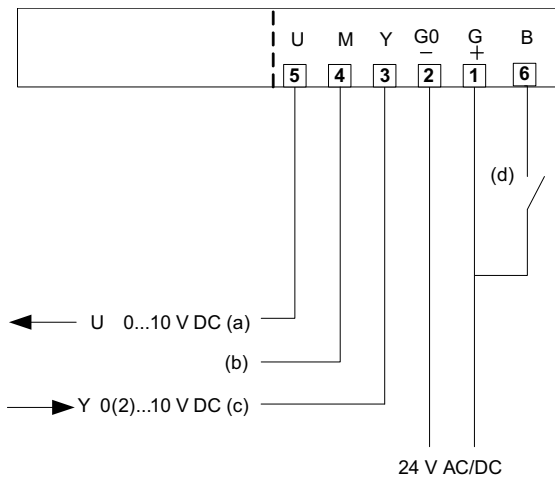 U M Y G0 G B
− +
5 4 3 2 1 6
(d)
U 0...10 V DC (a)
(b)
Y 0(2)...10 V DC (c)
24 V AC/DC